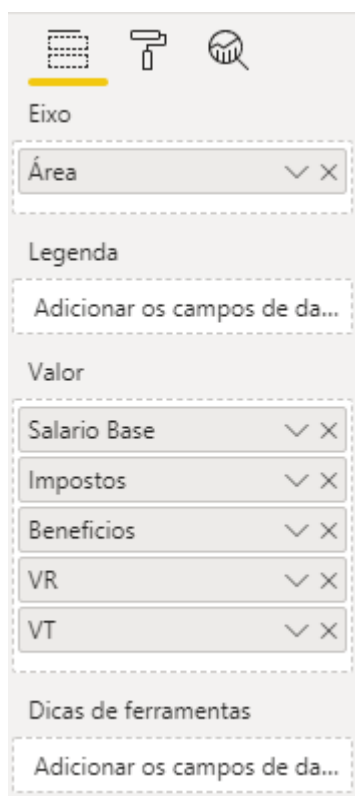 Eixo
Área
Legenda
Adicionar os campos de da...
Valor
Salario Base
Impostos
Beneficios
VR
VT
Dicas de ferramentas
Adicionar os campos de da...